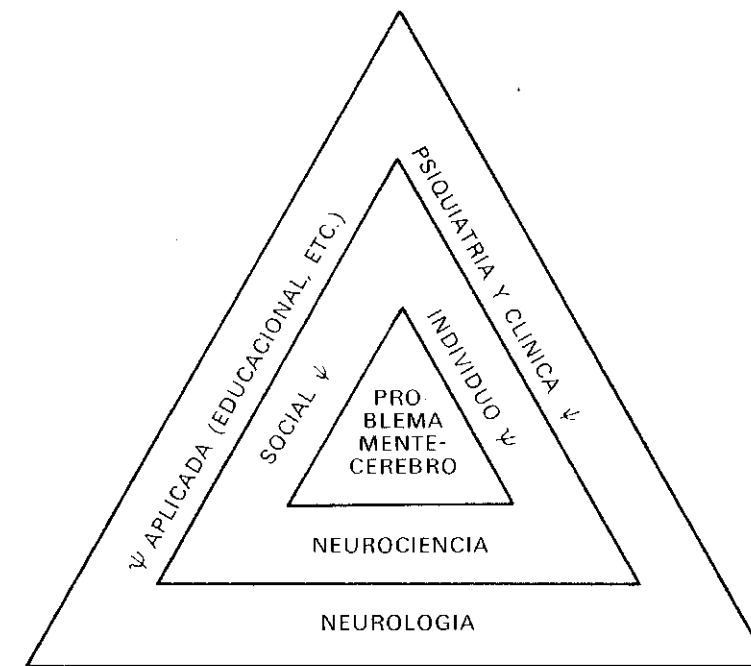 PSIQUIATRIA Y CLINICA ψ
ψ APLICADA (EDUCACIONAL, ETC.)
INDIVIDUO ψ
SOCIAL ψ
PRO-
BLEMA
MENTE-
CEREBRO
NEUROCIENCIA
NEUROLOGIA